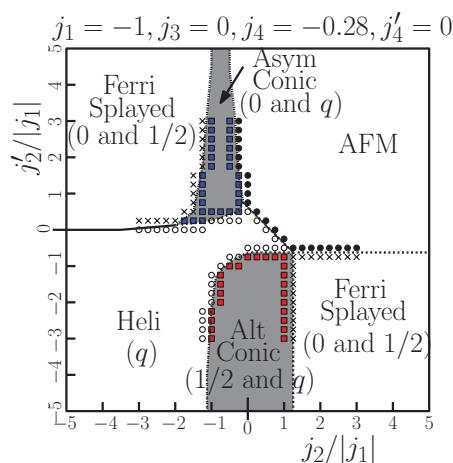 j₁ = −1, j₃ = 0, j₄ = −0.28, j₄′ = 0
Ferri
Splayed
(0 and 1/2)
Asym
Conic
(0 and q)
AFM
Heli
(q)
Alt
Conic
(1/2 and q)
Ferri
Splayed
(0 and 1/2)
j₂′/|j₁|
5
4
3
2
1
0
−1
−2
−3
−4
−5
−5 −4 −3 −2 −1 0 1 2 3 4 5
j₂/|j₁|